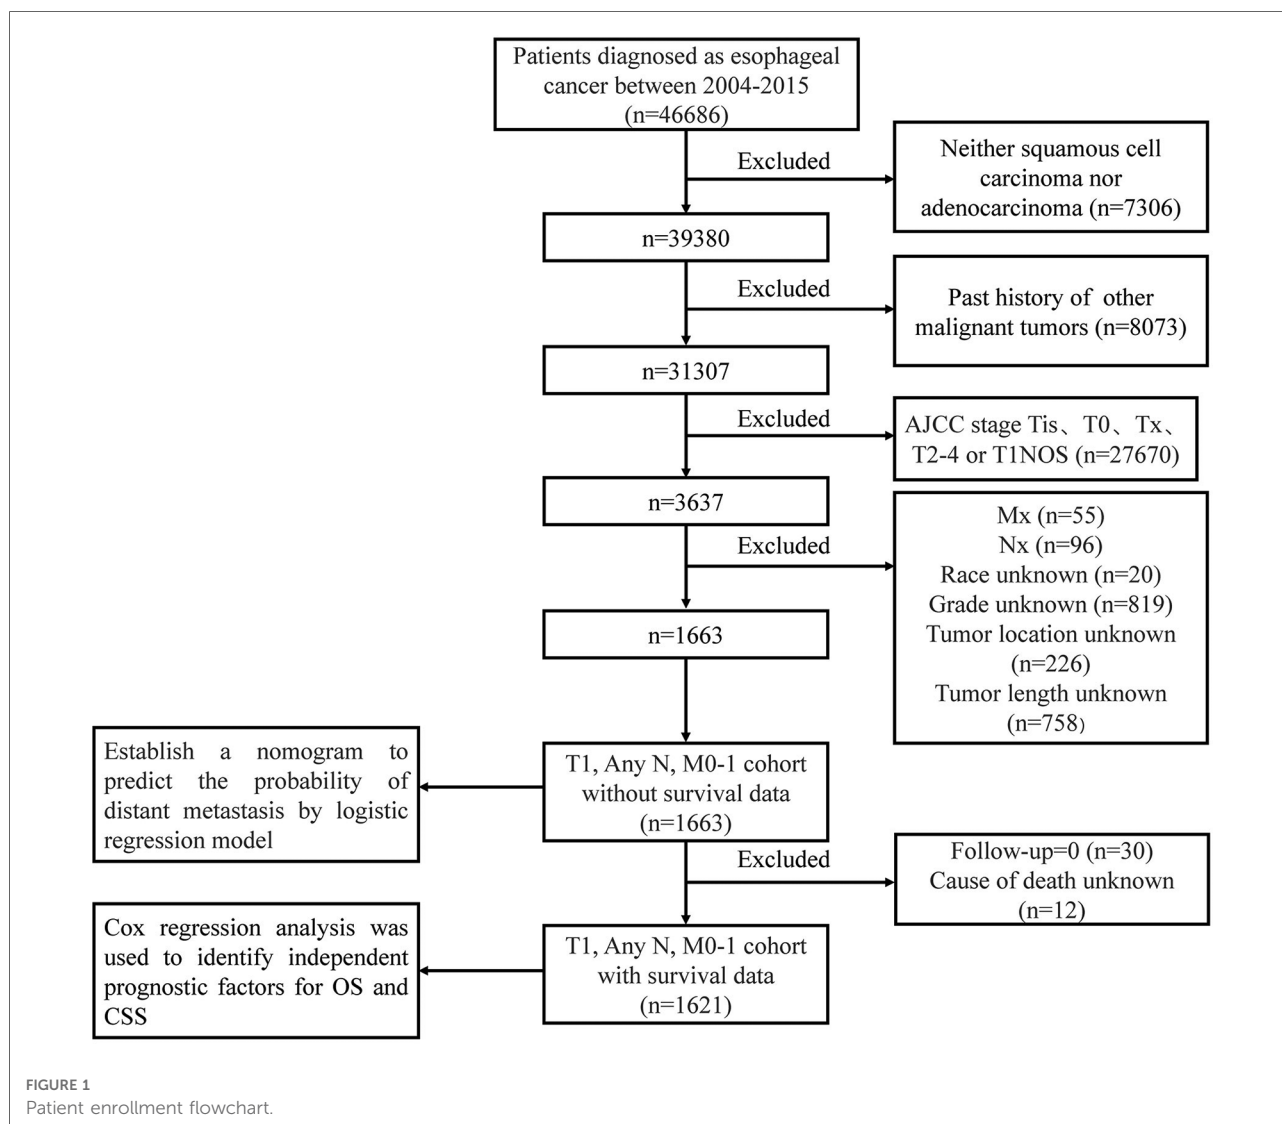 Patients diagnosed as esophageal
cancer between 2004-2015
(n=46686)
Excluded
Neither squamous cell
carcinoma nor
adenocarcinoma (n=7306)
n=39380
Excluded
Past history of other
malignant tumors (n=8073)
n=31307
Excluded
AJCC stage Tis、T0、Tx、
T2-4 or T1NOS (n=27670)
n=3637
Excluded
Mx (n=55)
Nx (n=96)
Race unknown (n=20)
Grade unknown (n=819)
Tumor location unknown
(n=226)
Tumor length unknown
(n=758)
n=1663
T1, Any N, M0-1 cohort
without survival data
(n=1663)
Establish a nomogram to
predict the probability of
distant metastasis by logistic
regression model
Excluded
Follow-up=0 (n=30)
Cause of death unknown
(n=12)
T1, Any N, M0-1 cohort
with survival data
(n=1621)
Cox regression analysis was
used to identify independent
prognostic factors for OS and
CSS
FIGURE 1
Patient enrollment flowchart.